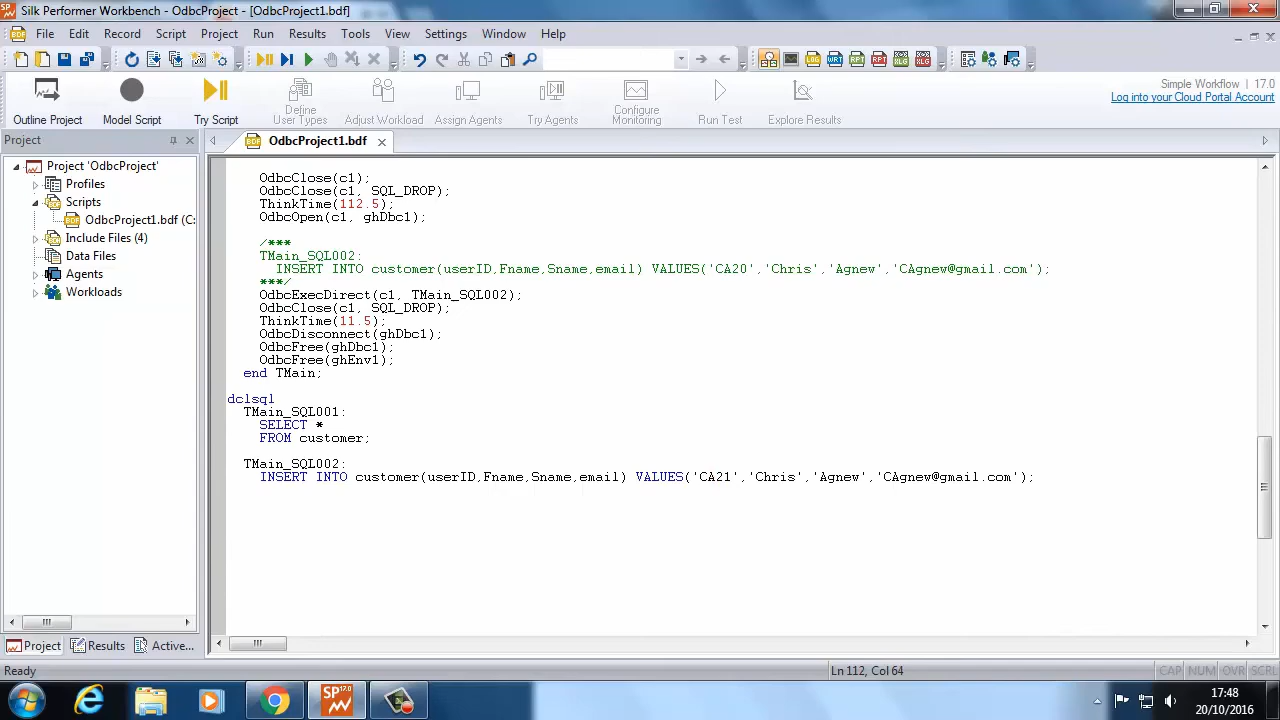 Silk Performer Workbench - OdbcProject - [OdbcProject1.bdf]
File Edit Record Script Project Run Results Tools View Settings Window Help
Simple Workflow | 17.0
Log into your Cloud Portal Account
Outline Project Model Script Try Script Define User Types Adjust Workload Assign Agents Try Agents Configure Monitoring Run Test Explore Results
Project
OdbcProject1.bdf
Project 'OdbcProject'
Profiles
Scripts
OdbcProject1.bdf (C:
Include Files (4)
Data Files
Agents
Workloads
OdbcClose(c1);
OdbcClose(c1, SQL_DROP);
ThinkTime(112.5);
OdbcOpen(c1, ghDbc1);
/***
TMain_SQL002:
INSERT INTO customer(userID,Fname,Sname,email) VALUES('CA20','Chris','Agnew','CAgnew@gmail.com');
***/
OdbcExecDirect(c1, TMain_SQL002);
OdbcClose(c1, SQL_DROP);
ThinkTime(11.5);
OdbcDisconnect(ghDbc1);
OdbcFree(ghDbc1);
OdbcFree(ghEnv1);
end TMain;
dclsql
TMain_SQL001:
SELECT *
FROM customer;
TMain_SQL002:
INSERT INTO customer(userID,Fname,Sname,email) VALUES('CA21','Chris','Agnew','CAgnew@gmail.com');
Project Results Active...
Ready
Ln 112, Col 64
CAP NUM OVR SCRL
17:48
20/10/2016